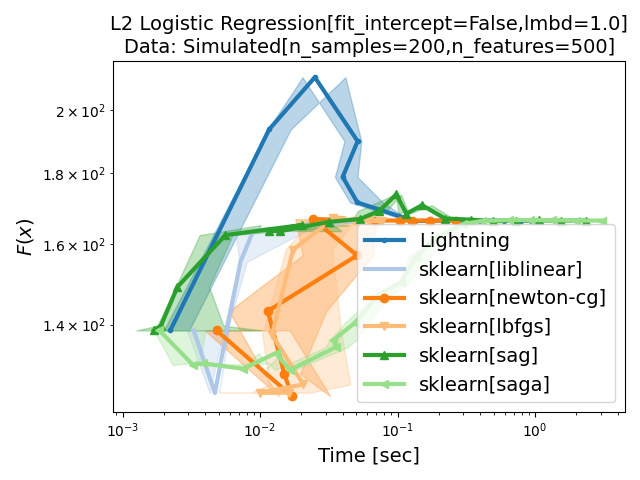 L2 Logistic Regression[fit_intercept=False,lmbd=1.0]
Data: Simulated[n_samples=200,n_features=500]
F(x)
2 × 10²
1.8 × 10²
1.6 × 10²
1.4 × 10²
Lightning
sklearn[liblinear]
sklearn[newton-cg]
sklearn[lbfgs]
sklearn[sag]
sklearn[saga]
10⁻³ 10⁻² 10⁻¹ 10⁰
Time [sec]